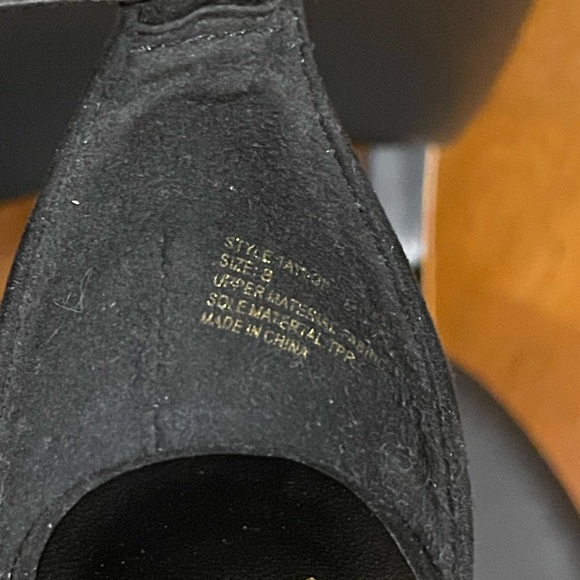 STYLE:
SIZE: 8
UPPER MATERIAL:
SOLE MATERIAL: TPR
MADE IN CHINA